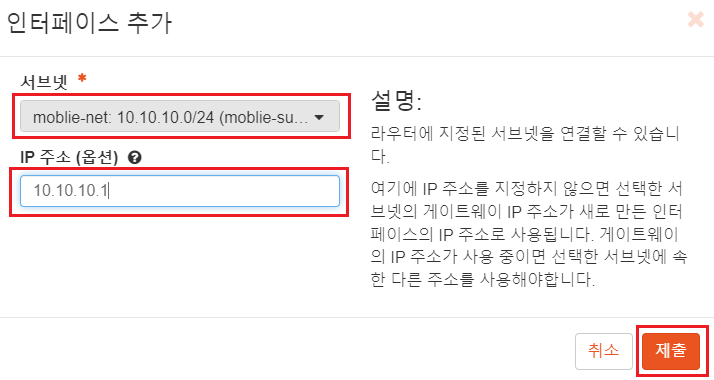 인터페이스 추가
서브넷 *
moblie-net: 10.10.10.0/24 (moblie-su...
IP 주소 (옵션)
10.10.10.1
설명:
라우터에 지정된 서브넷을 연결할 수 있습니
다.
여기에 IP 주소를 지정하지 않으면 선택한 서
브넷의 게이트웨이 IP 주소가 새로 만든 인터
페이스의 IP 주소로 사용됩니다. 게이트웨이
의 IP 주소가 사용 중이면 선택한 서브넷에 속
한 다른 주소를 사용해야합니다.
취소
제출